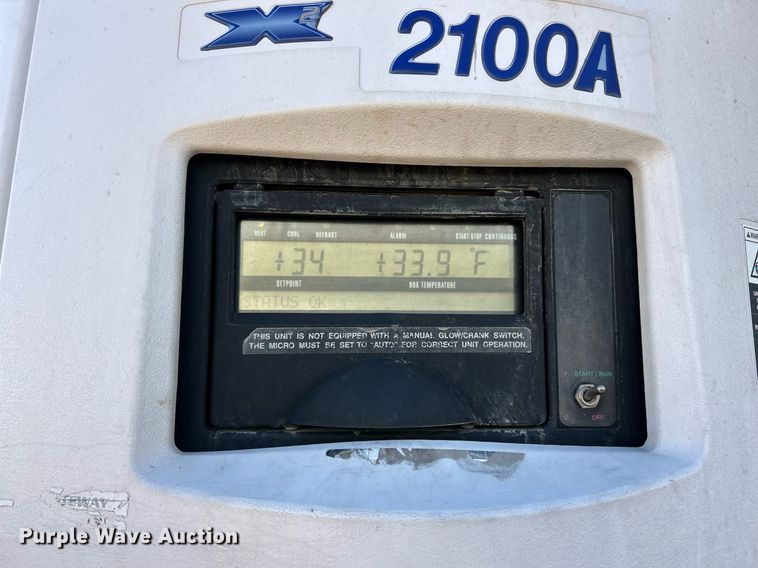 X2
2100A
HEAT COOL DEFROST ALARM START-STOP CONTINUOUS
+34 +33.9 °F
SETPOINT BOX TEMPERATURE
STATUS OK
THIS UNIT IS NOT EQUIPPED WITH A MANUAL GLOW/CRANK SWITCH.
THE MICRO MUST BE SET TO "AUTO" FOR CORRECT UNIT OPERATION.
1 START / RUN
0 OFF
Purple Wave Auction